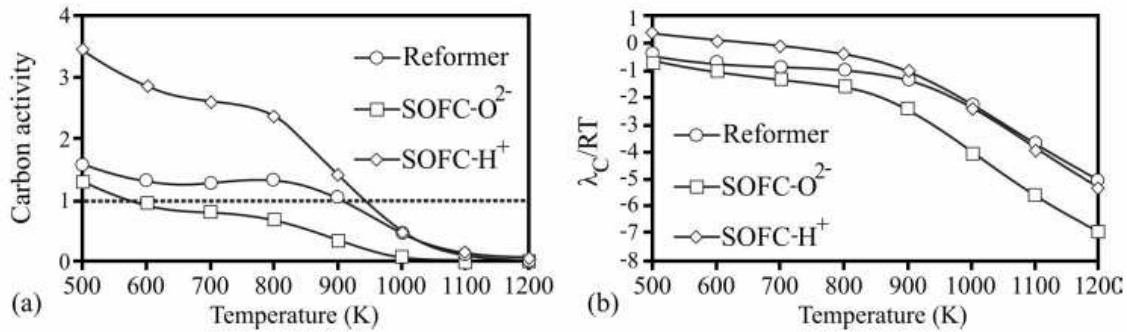 4
3
2
1
0
Carbon activity
Reformer
SOFC-O2-
SOFC-H+
500 600 700 800 900 1000 1100 1200
(a)
Temperature (K)
1
0
-1
-2
-3
-4
-5
-6
-7
-8
λC/RT
Reformer
SOFC-O2-
SOFC-H+
500 600 700 800 900 1000 1100 1200
(b)
Temperature (K)